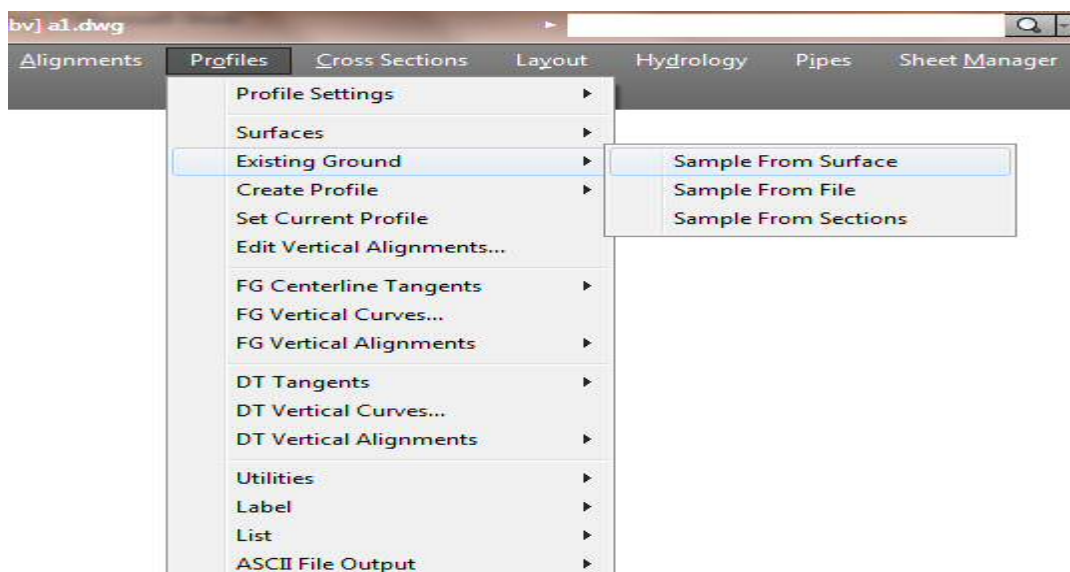 bv] a1.dwg
Alignments Profiles Cross Sections Layout Hydrology Pipes Sheet Manager
Profile Settings
Surfaces
Existing Ground
Sample From Surface
Create Profile
Sample From File
Set Current Profile
Sample From Sections
Edit Vertical Alignments...
FG Centerline Tangents
FG Vertical Curves...
FG Vertical Alignments
DT Tangents
DT Vertical Curves...
DT Vertical Alignments
Utilities
Label
List
ASCII File Output